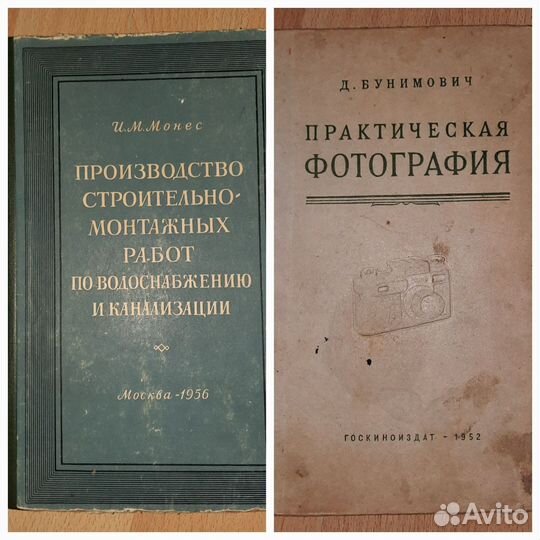 И.М.Монес
ПРОИЗВОДСТВО
СТРОИТЕЛЬНО-
МОНТАЖНЫХ
РАБОТ
ПО ВОДОСНАБЖЕНИЮ
И КАНАЛИЗАЦИИ
Москва-1956
Д. БУНИМОВИЧ
ПРАКТИЧЕСКАЯ
ФОТОГРАФИЯ
ГОСКИНОИЗДАТ - 1952
Avito